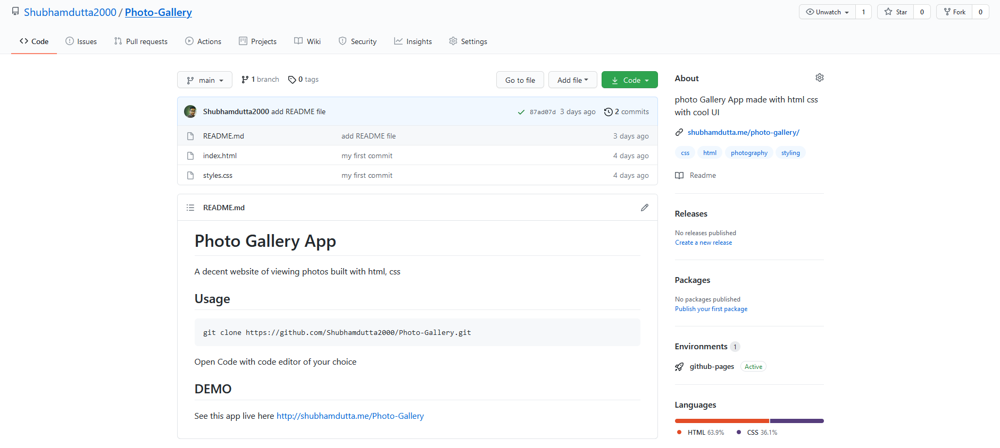 Shubhamdutta2000 / Photo-Gallery
Unwatch 1 Star 0 Fork 0
Code Issues Pull requests Actions Projects Wiki Security Insights Settings
main 1 branch 0 tags Go to file Add file Code
Shubhamdutta2000 add README file 87ad07d 3 days ago 2 commits
README.md add README file 3 days ago
index.html my first commit 4 days ago
styles.css my first commit 4 days ago
README.md
Photo Gallery App
A decent website of viewing photos built with html, css
Usage
git clone https://github.com/Shubhamdutta2000/Photo-Gallery.git
Open Code with code editor of your choice
DEMO
See this app live here http://shubhamdutta.me/Photo-Gallery
About
photo Gallery App made with html css
with cool UI
shubhamdutta.me/photo-gallery/
css html photography styling
Readme
Releases
No releases published
Create a new release
Packages
No packages published
Publish your first package
Environments 1
github-pages Active
Languages
HTML 63.9% CSS 36.1%